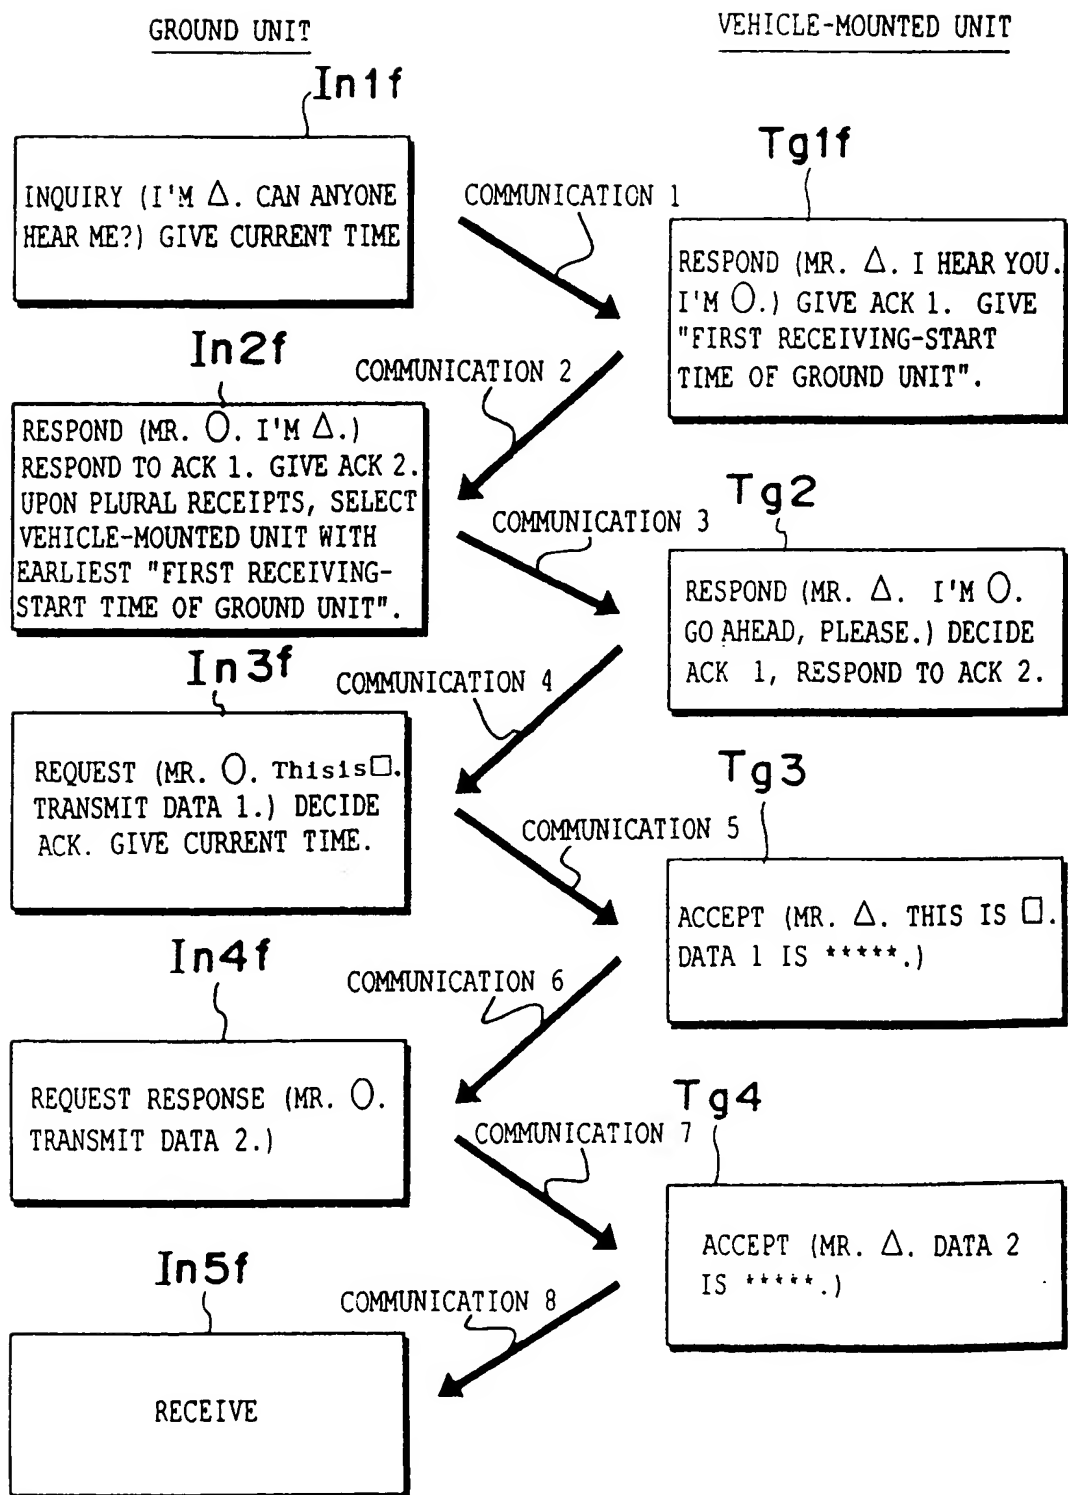 GROUND UNIT
VEHICLE-MOUNTED UNIT
In1f
INQUIRY (I'M △. CAN ANYONE
HEAR ME?) GIVE CURRENT TIME
COMMUNICATION 1
Tg1f
RESPOND (MR. △. I HEAR YOU.
I'M ○.) GIVE ACK 1. GIVE
"FIRST RECEIVING-START
TIME OF GROUND UNIT".
In2f
COMMUNICATION 2
RESPOND (MR. ○. I'M △.)
RESPOND TO ACK 1. GIVE ACK 2.
UPON PLURAL RECEIPTS, SELECT
VEHICLE-MOUNTED UNIT WITH
EARLIEST "FIRST RECEIVING-
START TIME OF GROUND UNIT".
COMMUNICATION 3
Tg2
RESPOND (MR. △. I'M ○.
GO AHEAD, PLEASE.) DECIDE
ACK 1, RESPOND TO ACK 2.
In3f
COMMUNICATION 4
REQUEST (MR. ○. Thisis□.
TRANSMIT DATA 1.) DECIDE
ACK. GIVE CURRENT TIME.
COMMUNICATION 5
Tg3
ACCEPT (MR. △. THIS IS □.
DATA 1 IS *****.)
In4f
COMMUNICATION 6
REQUEST RESPONSE (MR. ○.
TRANSMIT DATA 2.)
COMMUNICATION 7
Tg4
ACCEPT (MR. △. DATA 2
IS *****.)
In5f
COMMUNICATION 8
RECEIVE